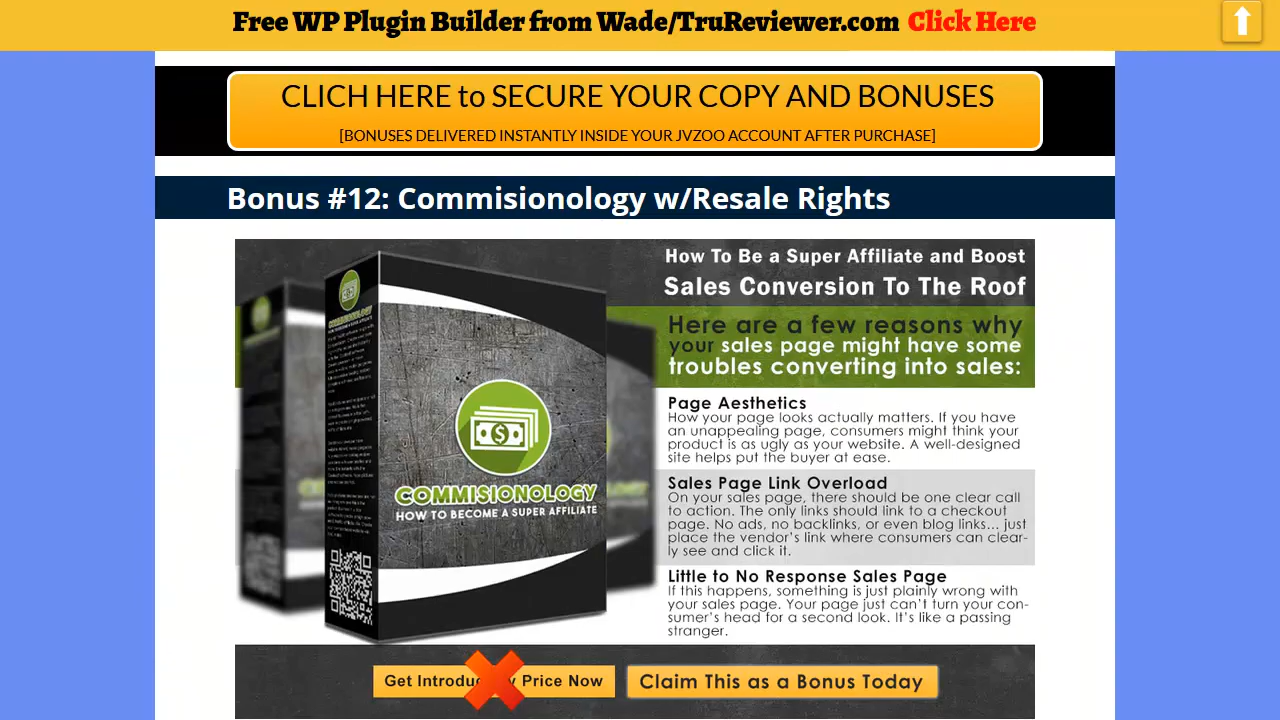 Free WP Plugin Builder from Wade/TruReviewer.com Click Here
CLICH HERE to SECURE YOUR COPY AND BONUSES
[BONUSES DELIVERED INSTANTLY INSIDE YOUR JVZOO ACCOUNT AFTER PURCHASE]
Bonus #12: Commisionology w/Resale Rights
How To Be a Super Affiliate and Boost
Sales Conversion To The Roof
Here are a few reasons why
your sales page might have some
troubles converting into sales:
Page Aesthetics
How your page looks actually matters. If you have
an unappealing page, consumers might think your
product is as ugly as your website. A well-designed
site helps put the buyer at ease.
Sales Page Link Overload
On your sales page, there should be one clear call
to action. The only links should link to a checkout
page. No ads, no backlinks, or even blog links... just
place the vendor's link where consumers can clear-
ly see and click it.
Little to No Response Sales Page
If this happens, something is just plainly wrong with
your sales page. Your page just can't turn your con-
sumer's head for a second look. It's like a passing
stranger.
COMMISIONOLOGY
COMMISIONOLOGY
HOW TO BECOME A SUPER AFFILIATE
Get Introdu y Price Now
Claim This as a Bonus Today